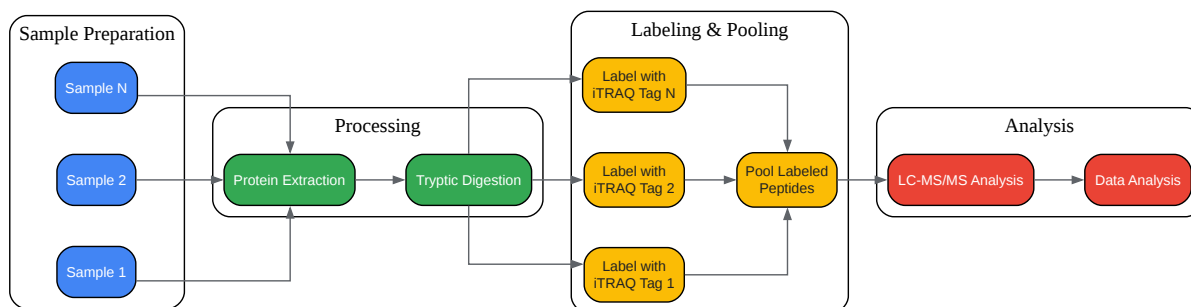 Sample Preparation
Sample N
Sample 2
Sample 1
Processing
Protein Extraction
Tryptic Digestion
Labeling & Pooling
Label with
iTRAQ Tag N
Label with
iTRAQ Tag 2
Label with
iTRAQ Tag 1
Pool Labeled
Peptides
Analysis
LC-MS/MS Analysis
Data Analysis